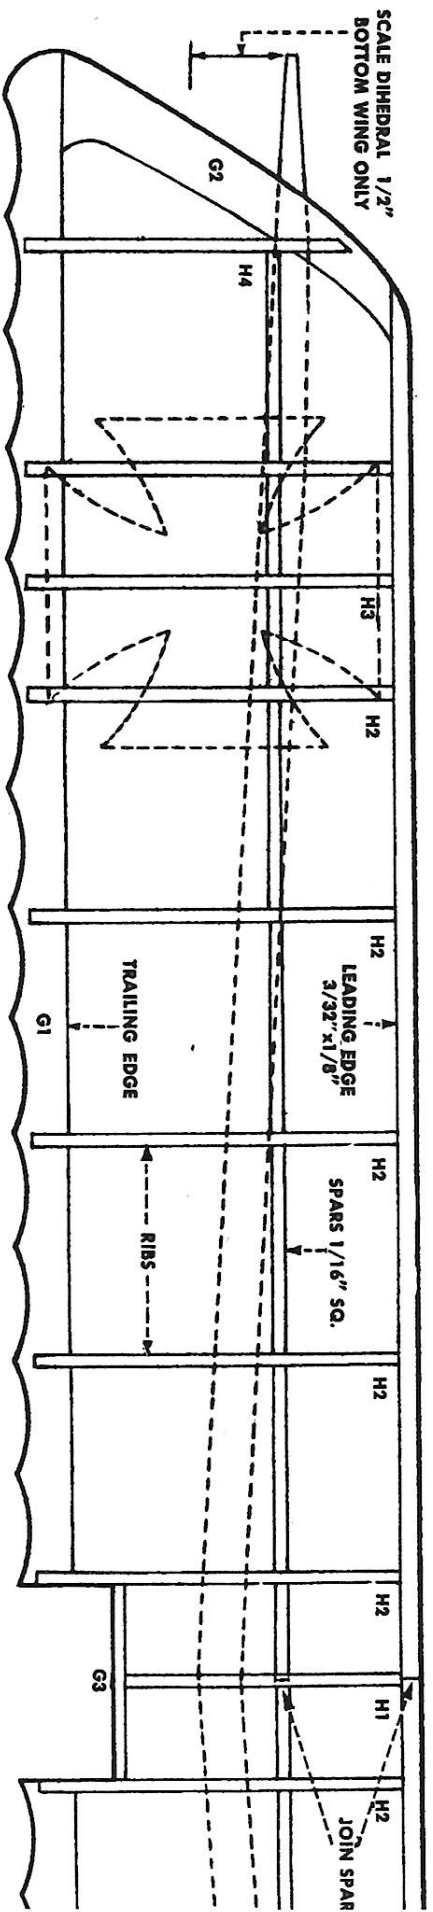 SCALE DIHEDRAL 1/2"
BOTTOM WING ONLY
G2
H4
H3
H2
H2
LEADING EDGE
3/32"x1/8"
TRAILING EDGE
G1
H2
SPARS 1/16" SQ.
RIBS
H2
H2
G3
H1
H2
JOIN SPAR